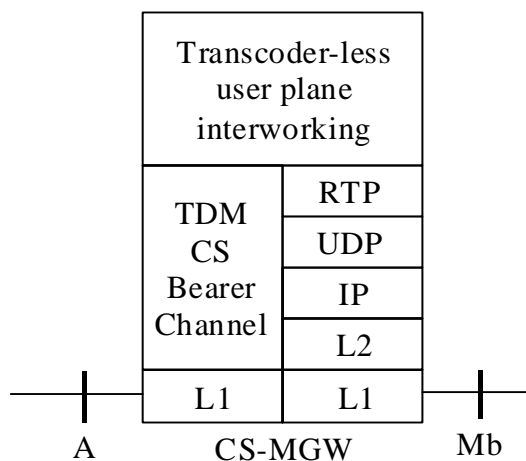 Transcoder-less
user plane
interworking
TDM
CS
Bearer
Channel
RTP
UDP
IP
L2
L1
L1
A
CS-MGW
Mb